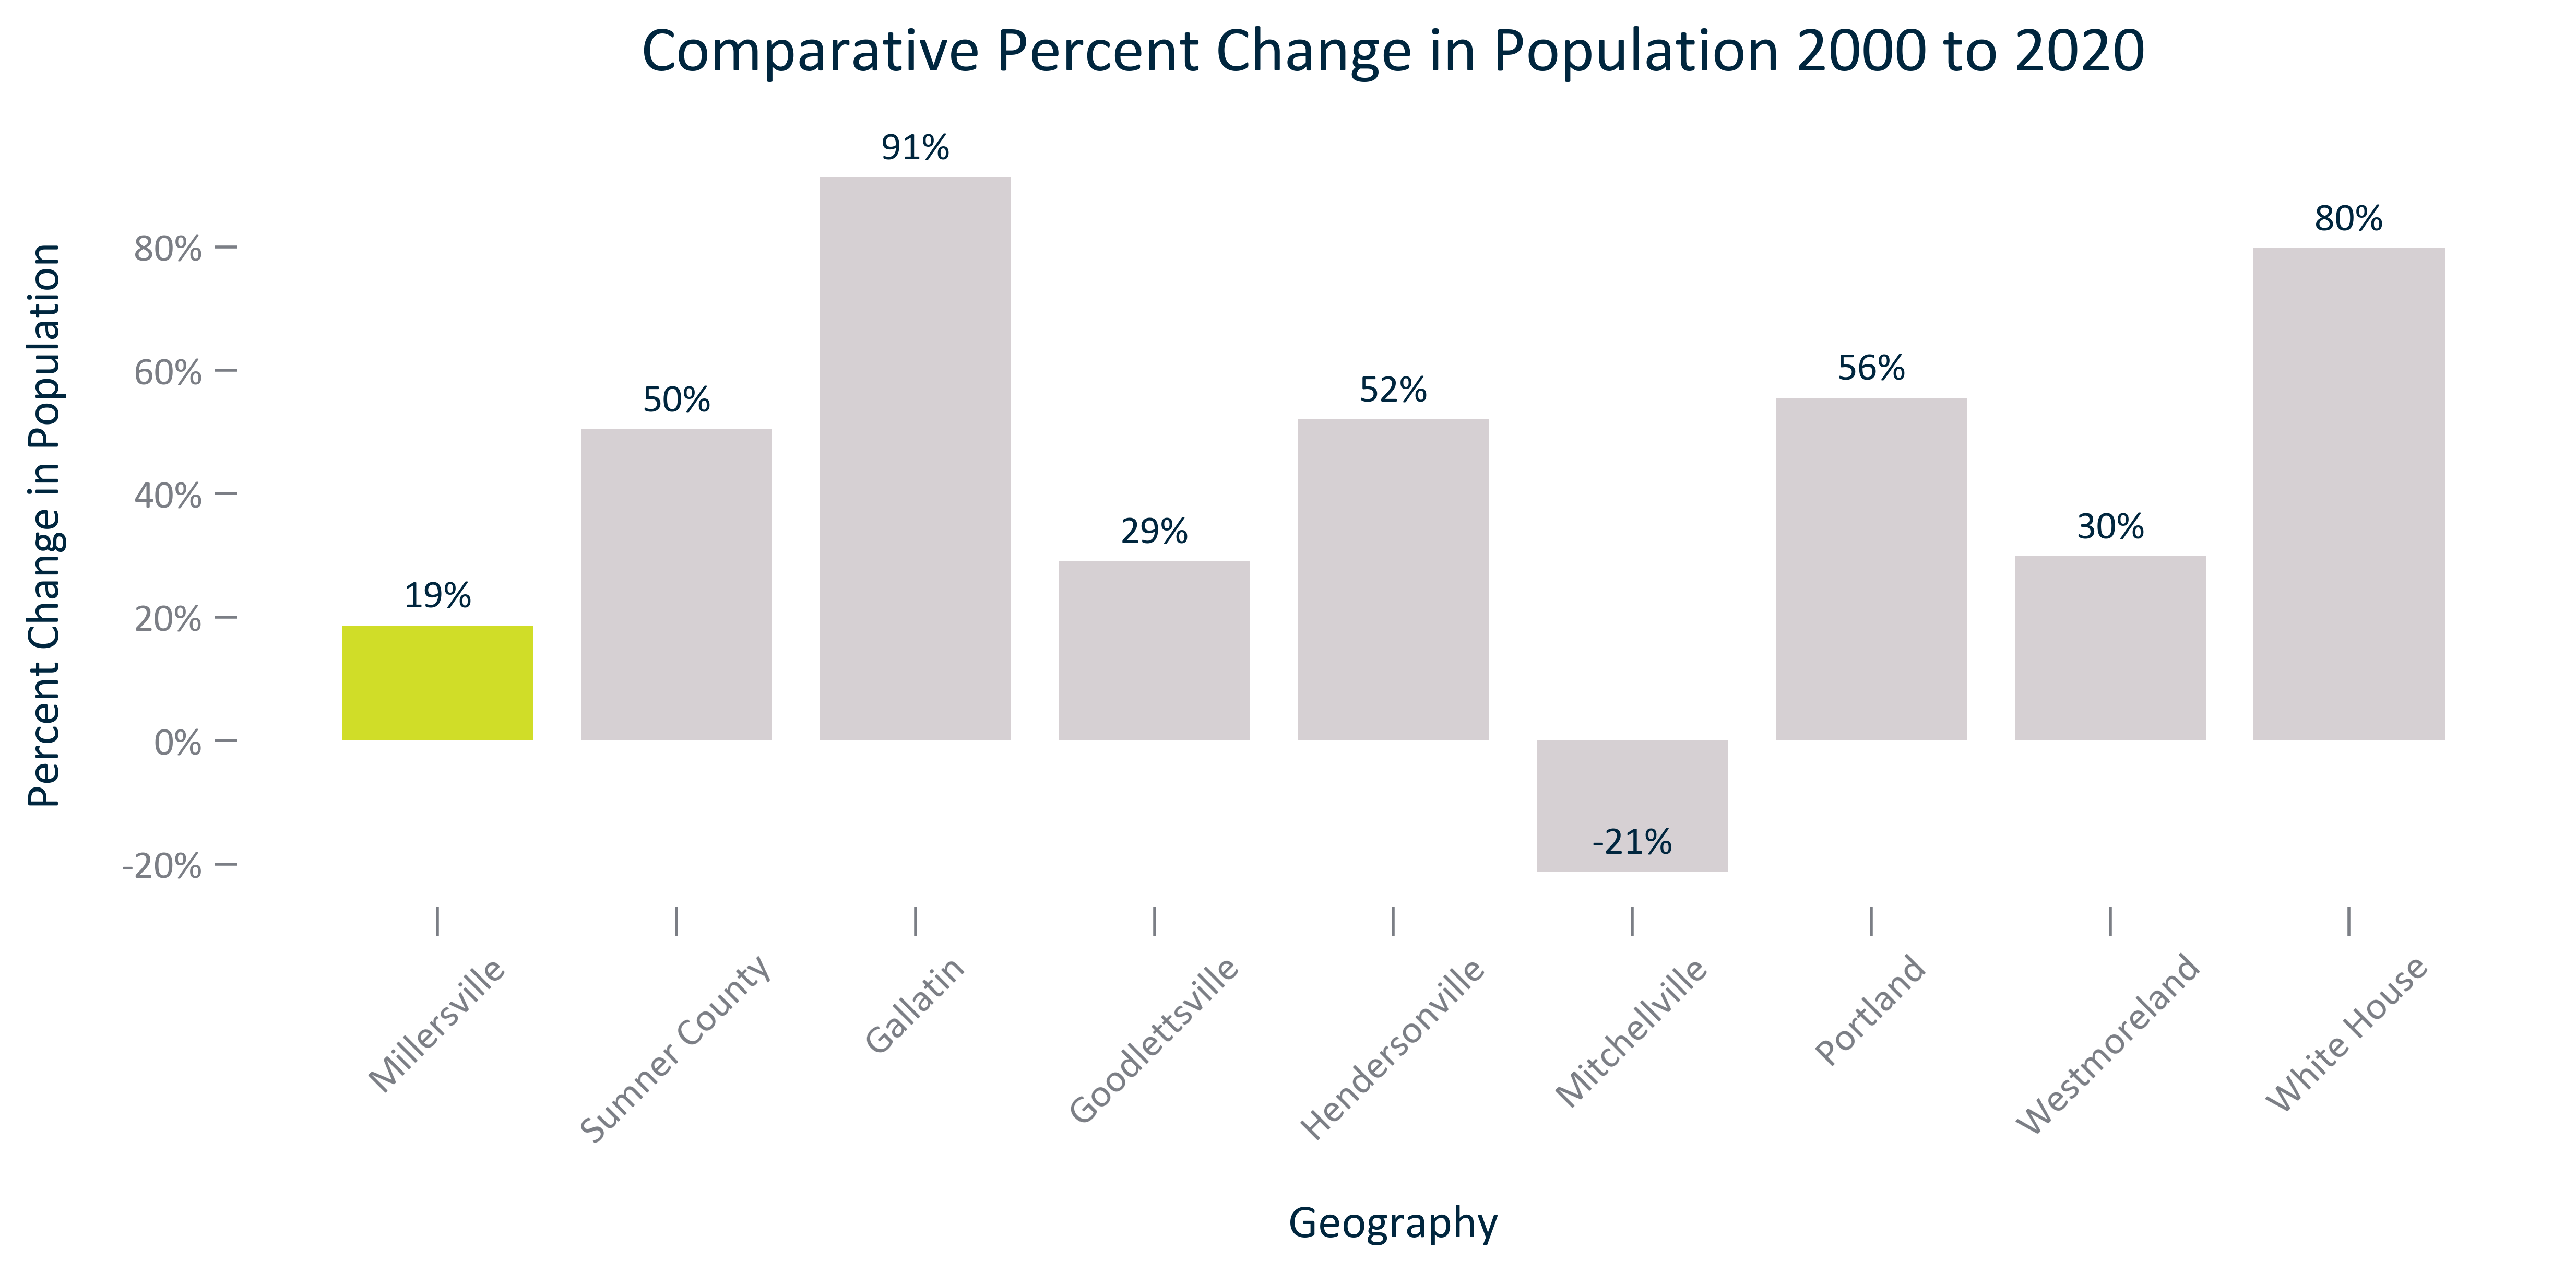 Comparative Percent Change in Population 2000 to 2020
Percent Change in Population
80%
60%
40%
20%
0%
-20%
19%
50%
91%
29%
52%
-21%
56%
30%
80%
Millersville
Sumner County
Gallatin
Goodlettsville
Hendersonville
Mitchellville
Portland
Westmoreland
White House
Geography